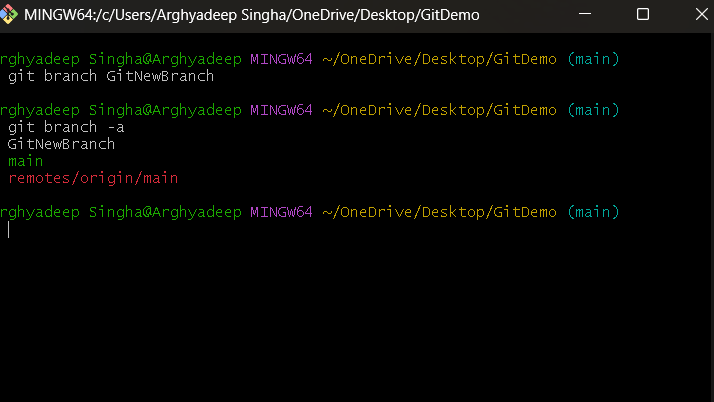 MINGW64:/c/Users/Arghyadeep Singha/OneDrive/Desktop/GitDemo
rghyadeep Singha@Arghyadeep MINGW64 ~/OneDrive/Desktop/GitDemo (main)
git branch GitNewBranch
rghyadeep Singha@Arghyadeep MINGW64 ~/OneDrive/Desktop/GitDemo (main)
git branch -a
GitNewBranch
main
remotes/origin/main
rghyadeep Singha@Arghyadeep MINGW64 ~/OneDrive/Desktop/GitDemo (main)